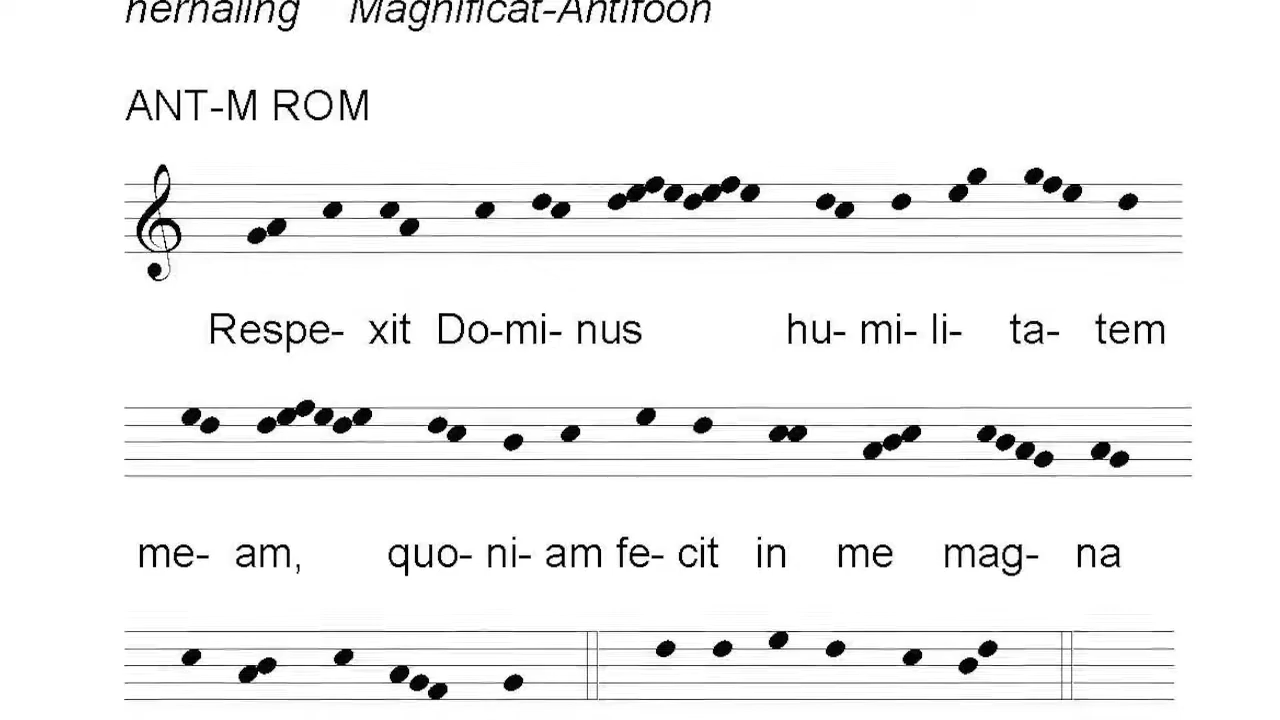 herhaling Magnificat-Antifoon
ANT-M ROM
Respe- xit Do-mi- nus hu- mi- li- ta- tem
me- am, quo- ni- am fe- cit in me mag- na